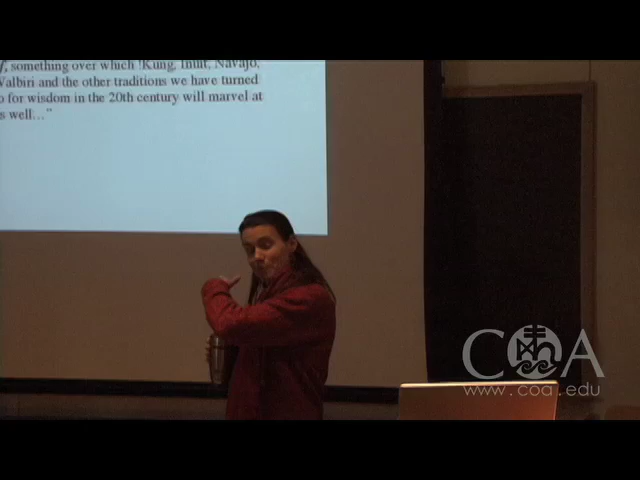 f, something over which !Kung, Inuit, Navajo,
Walbiri and the other traditions we have turned
o for wisdom in the 20th century will marvel at
s well…"
COA
www.coa.edu